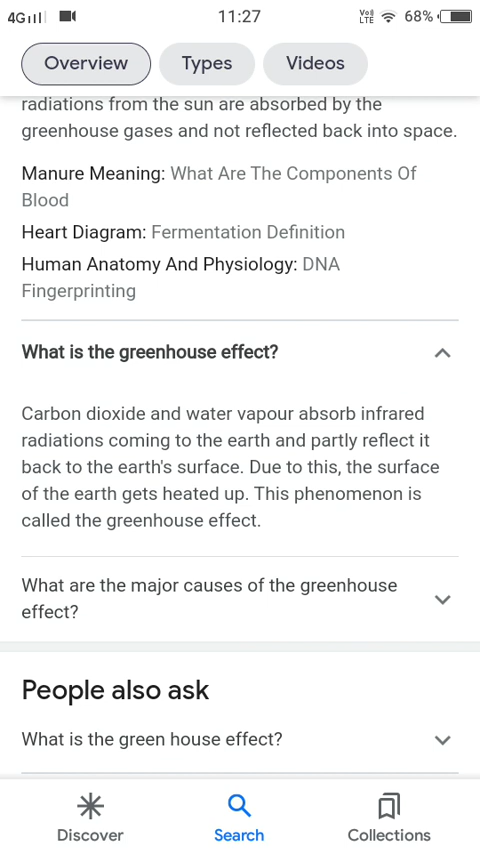 4G 11:27 Vo) LTE 68%
Overview Types Videos
radiations from the sun are absorbed by the
greenhouse gases and not reflected back into space.
Manure Meaning: What Are The Components Of
Blood
Heart Diagram: Fermentation Definition
Human Anatomy And Physiology: DNA
Fingerprinting
What is the greenhouse effect?
Carbon dioxide and water vapour absorb infrared
radiations coming to the earth and partly reflect it
back to the earth's surface. Due to this, the surface
of the earth gets heated up. This phenomenon is
called the greenhouse effect.
What are the major causes of the greenhouse
effect?
People also ask
What is the green house effect?
Discover Search Collections